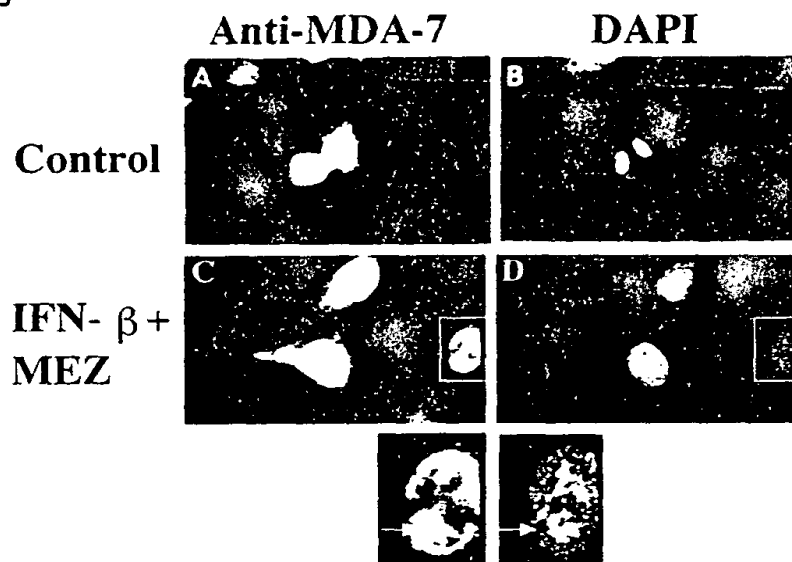 Anti-MDA-7 DAPI
A B
Control
C D
IFN- β +
MEZ